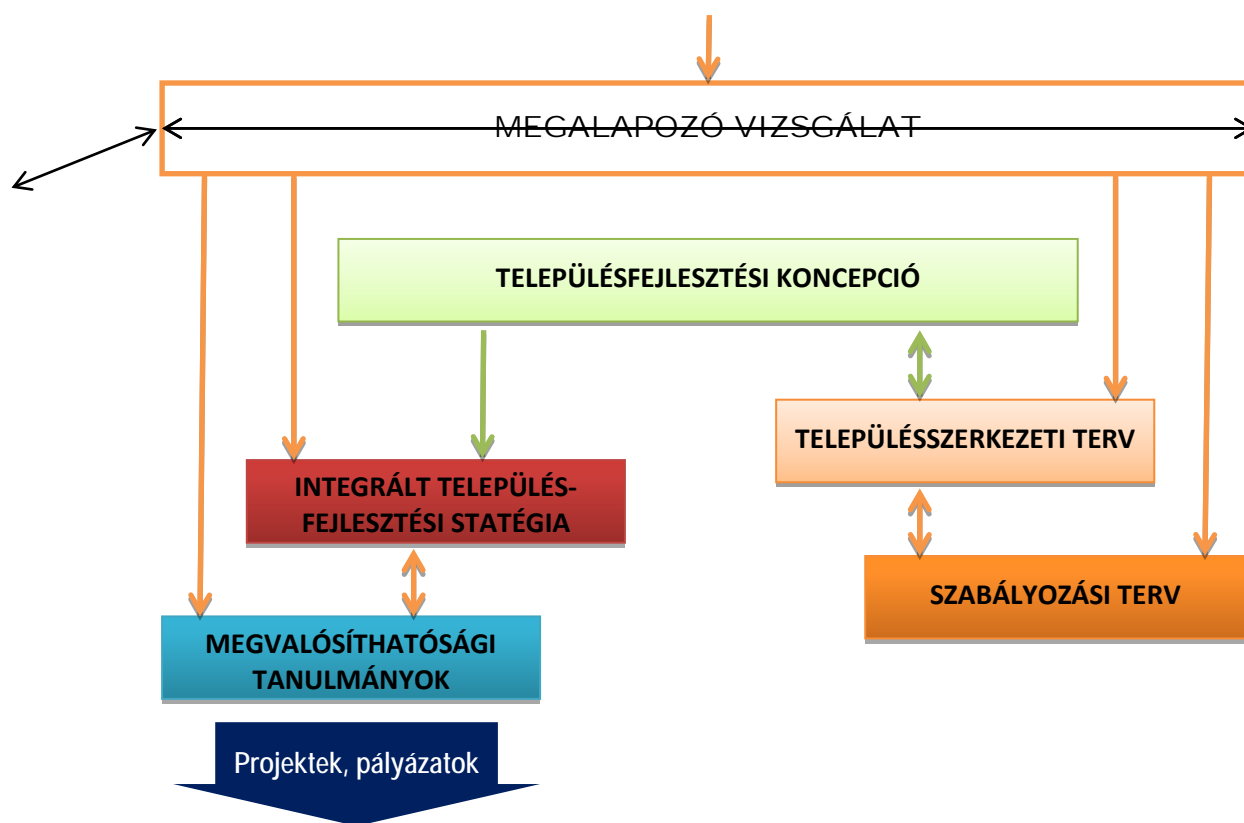 MEGALAPOZÓ VIZSGÁLAT
TELEPÜLÉSFEJLESZTÉSI KONCEPCIÓ
TELEPÜLÉSSZERKEZETI TERV
INTEGRÁLT TELEPÜLÉS-
FEJLESZTÉSI STATÉGIA
SZABÁLYOZÁSI TERV
MEGVALÓSÍTHATÓSÁGI
TANULMÁNYOK
Projektek, pályázatok